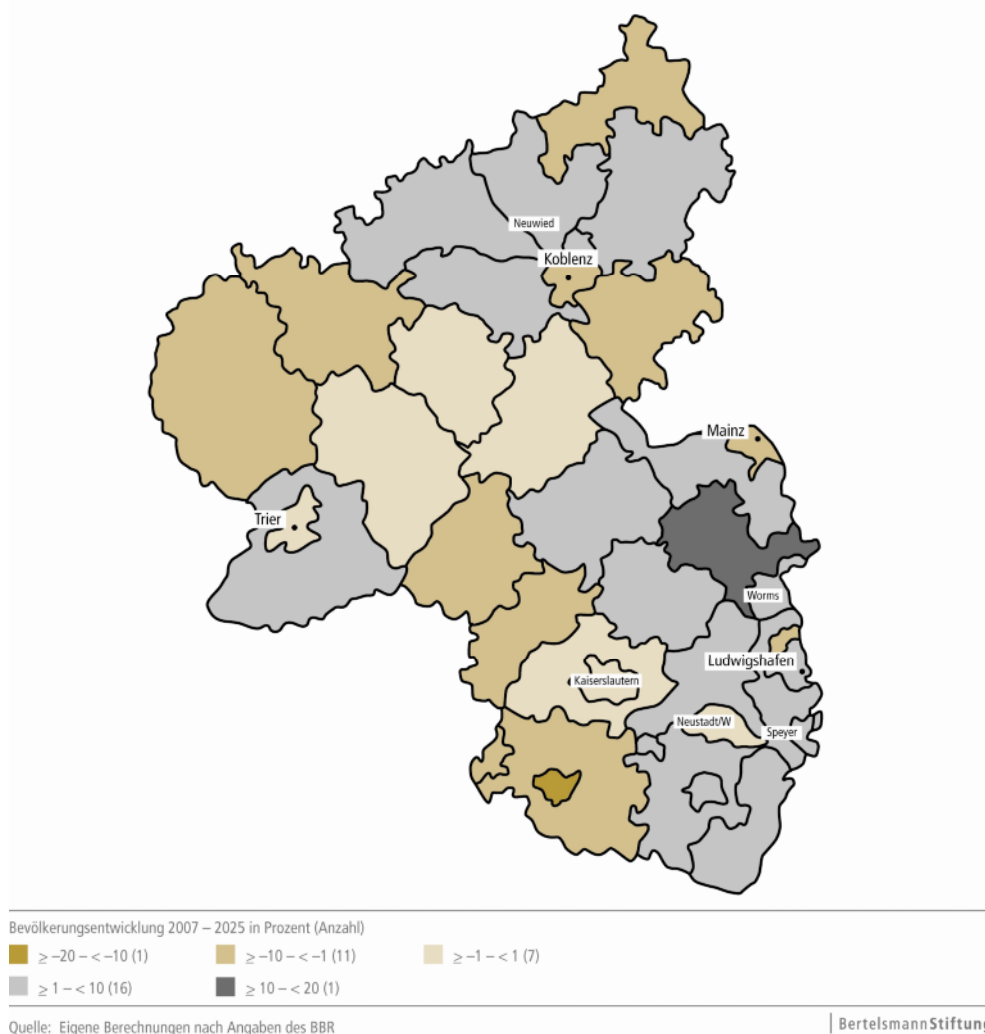 Neuwied
Koblenz
Mainz
Trier
Worms
Ludwigshafen
Kaiserslautern
Neustadt/W
Speyer
Bevölkerungsentwicklung 2007 – 2025 in Prozent (Anzahl)
≥ –20 – < –10 (1) ≥ –10 – < –1 (11) ≥ –1 – < 1 (7)
≥ 1 – < 10 (16) ≥ 10 – < 20 (1)
Quelle: Eigene Berechnungen nach Angaben des BBR
BertelsmannStiftung